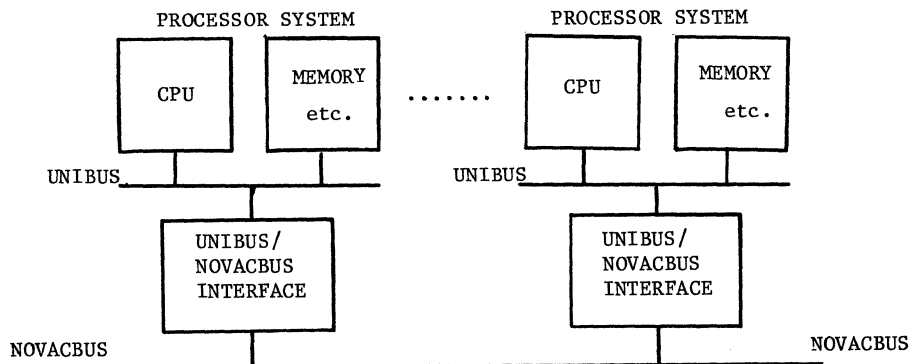 PROCESSOR SYSTEM
PROCESSOR SYSTEM
CPU
MEMORY
etc.
.......
CPU
MEMORY
etc.
UNIBUS
UNIBUS
UNIBUS/
NOVACBUS
INTERFACE
UNIBUS/
NOVACBUS
INTERFACE
NOVACBUS
NOVACBUS